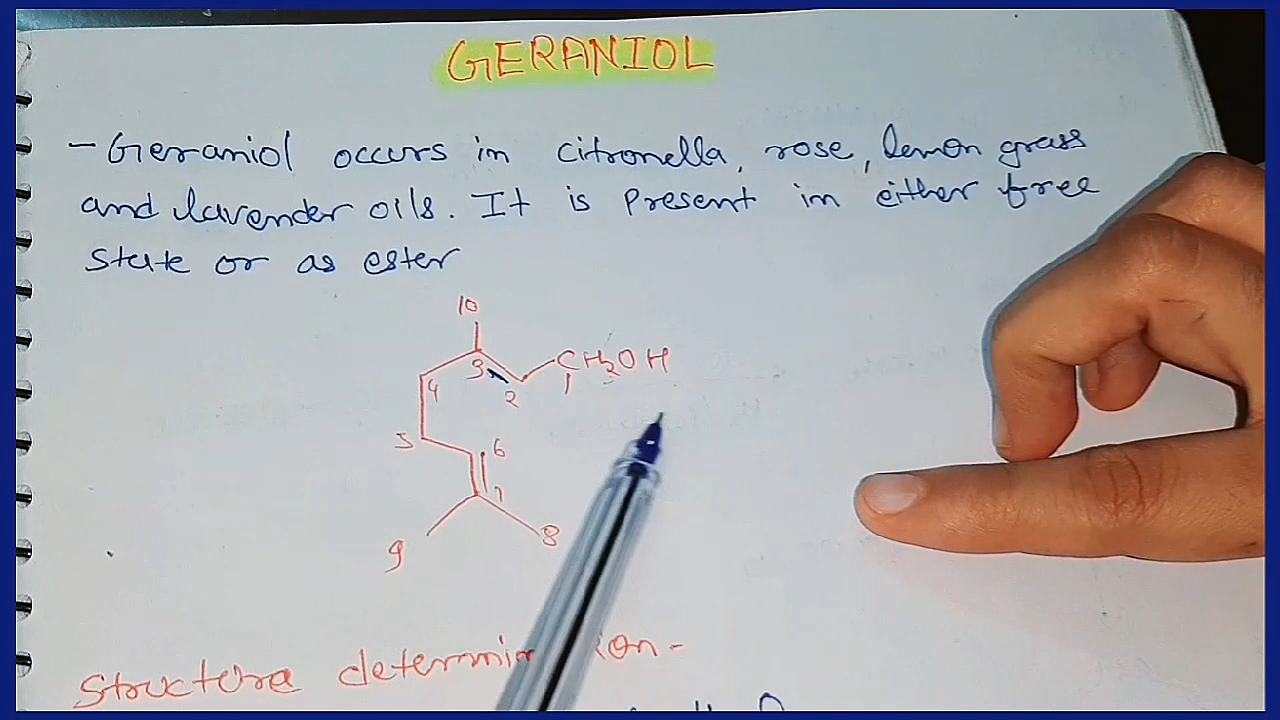 GERANIOL
- Geraniol occurs in citronella, rose, lemon grass
and lavender oils. It is present in either free
state or as ester
10
3
CH2OH
1
4
2
5
6
7
8
9
Structure